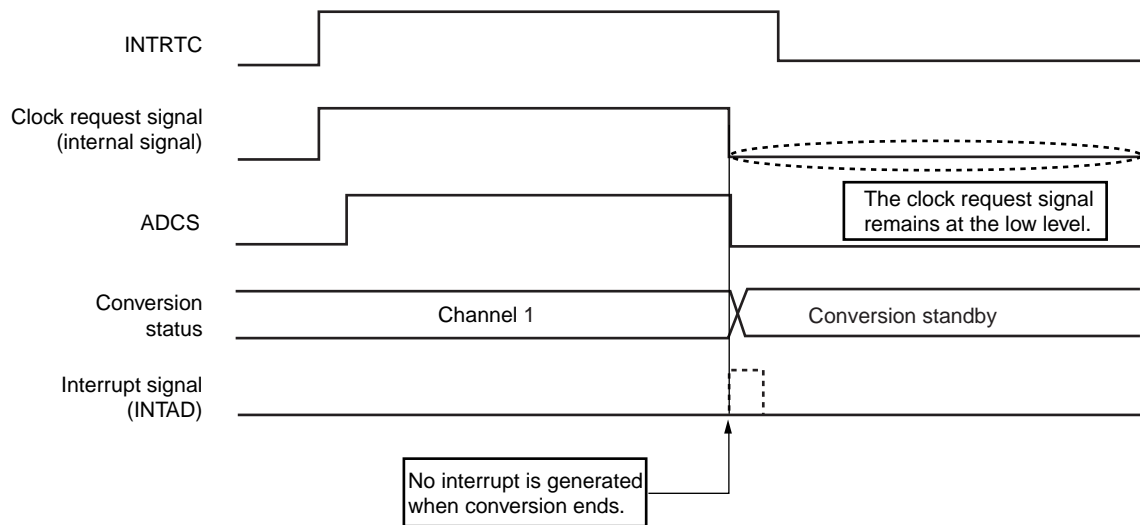 INTRTC
Clock request signal
(internal signal)
The clock request signal
remains at the low level.
ADCS
Conversion
status
Channel 1
Conversion standby
Interrupt signal
(INTAD)
No interrupt is generated
when conversion ends.